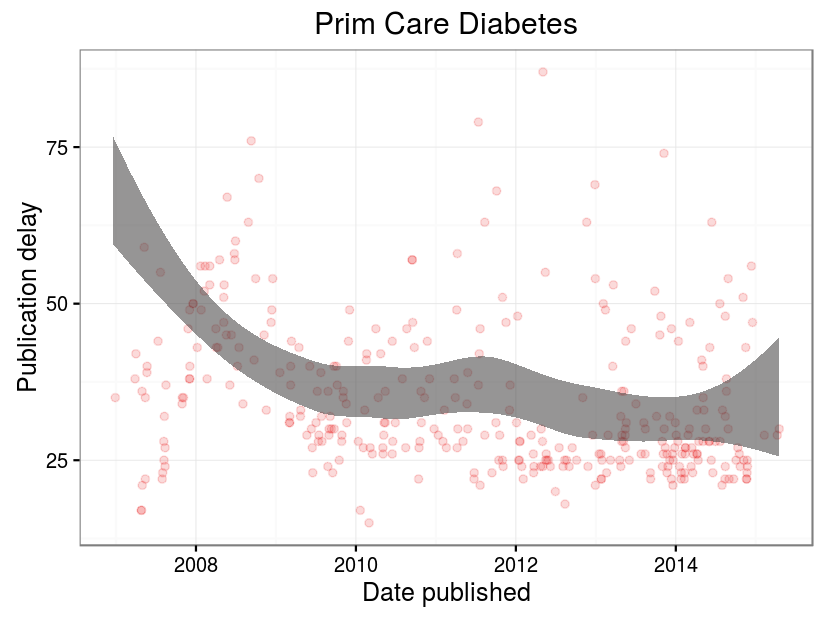 Prim Care Diabetes
Publication delay
75
50
25
2008 2010 2012 2014
Date published